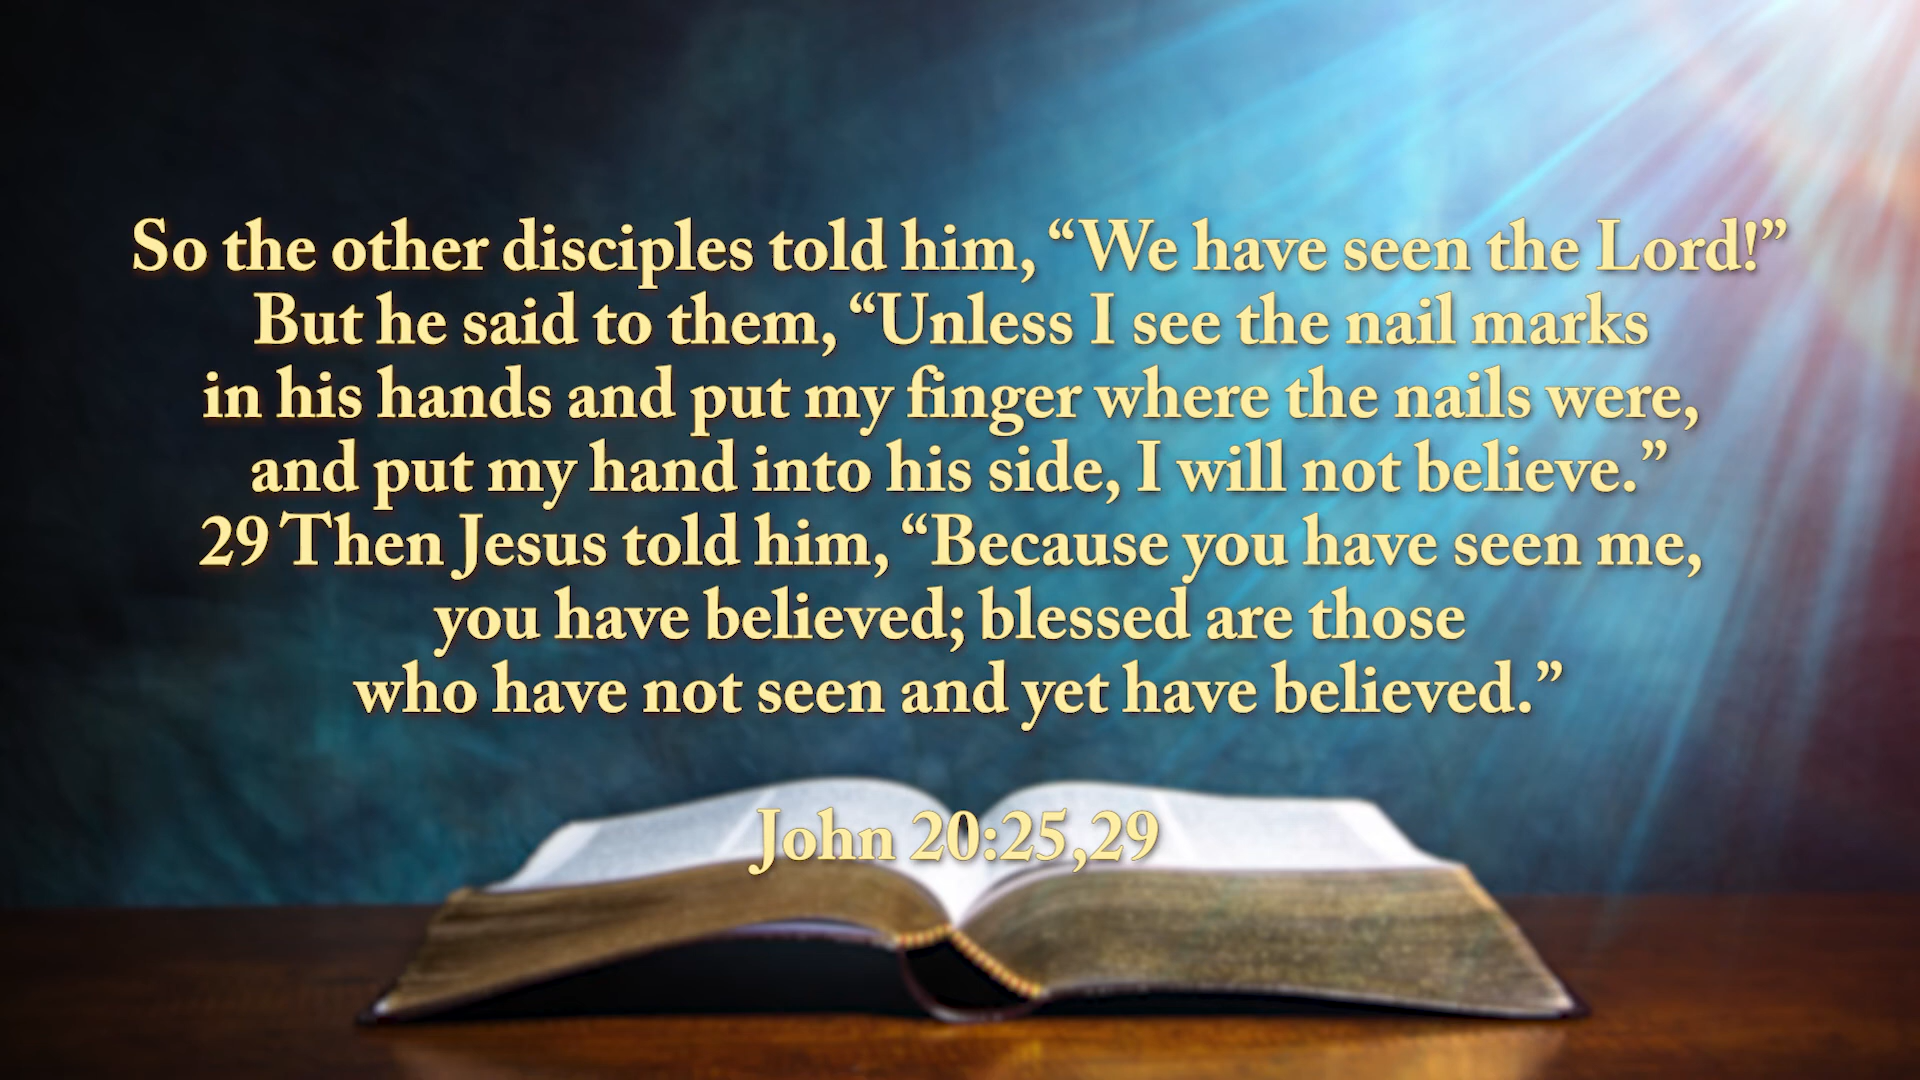 So the other disciples told him, “We have seen the Lord!”
But he said to them, “Unless I see the nail marks
in his hands and put my finger where the nails were,
and put my hand into his side, I will not believe.”
29 Then Jesus told him, “Because you have seen me,
you have believed; blessed are those
who have not seen and yet have believed.”
John 20:25,29